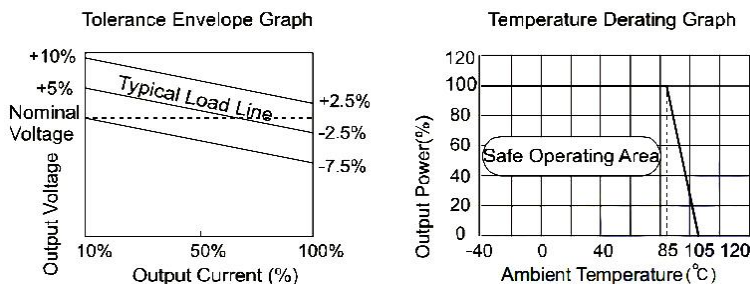 Tolerance Envelope Graph
+10%
+5%
Nominal
Voltage
Typical Load Line
+2.5%
-2.5%
-7.5%
Output Voltage
10%
50%
100%
Output Current (%)
Temperature Derating Graph
120
100
80
60
40
20
0
Output Power(%)
Safe Operating Area
-40
0
40
85
105
120
Ambient Temperature(℃)